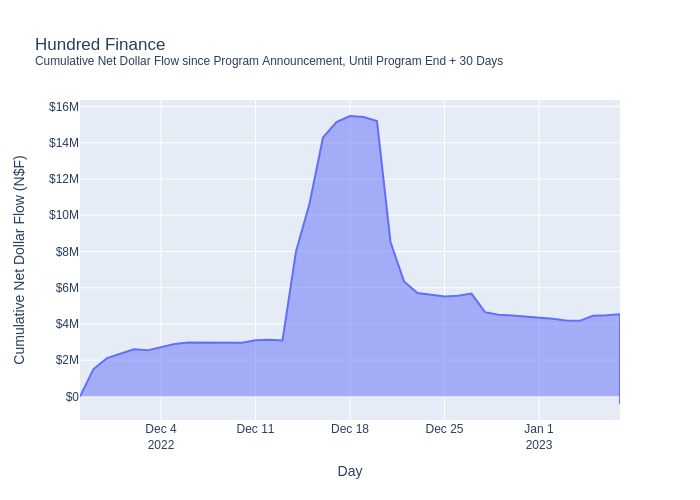 Hundred Finance
Cumulative Net Dollar Flow since Program Announcement, Until Program End + 30 Days
Cumulative Net Dollar Flow (N$F)
$16M
$14M
$12M
$10M
$8M
$6M
$4M
$2M
$0
Dec 4
2022
Dec 11
Dec 18
Dec 25
Jan 1
2023
Day